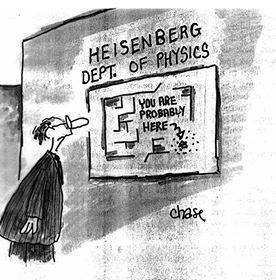 HEISENBERG
DEPT. OF PHYSICS
YOU ARE
PROBABLY
HERE
chase